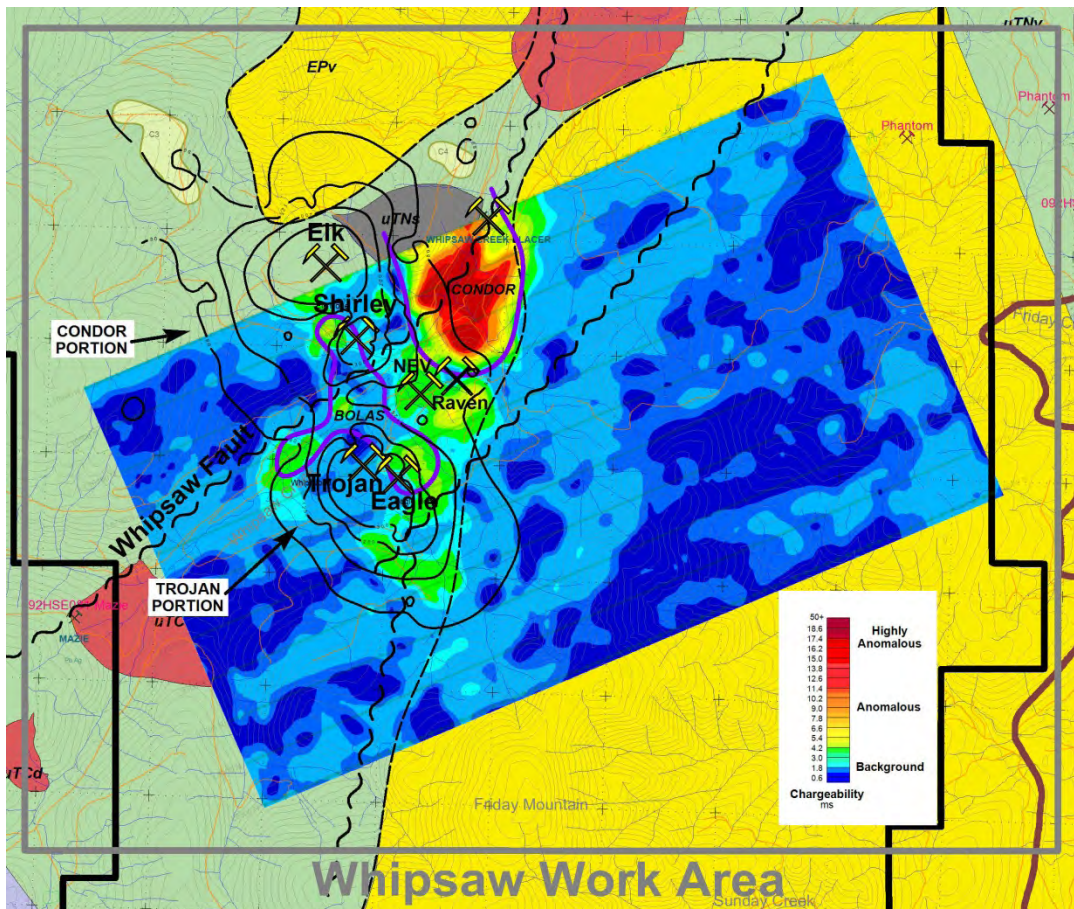 uTNv
EPv
Phantom
Phantom
C3
C4
uTNs
WHIPSAW CREEK PLACER
Elk
CONDOR
Shirley
CONDOR
PORTION
NEV
Raven
BOLAS
Whipsaw Fault
Trojan
Eagle
TROJAN
PORTION
MAZIE
uTCd
50+
18.6
17.4
16.2
15.0
13.8
12.6
11.4
10.2
9.0
7.8
6.6
5.4
4.2
3.0
1.8
0.6
Highly
Anomalous
Anomalous
Background
Chargeability
ms
Friday Mountain
Whipsaw Work Area
Sunday Creek